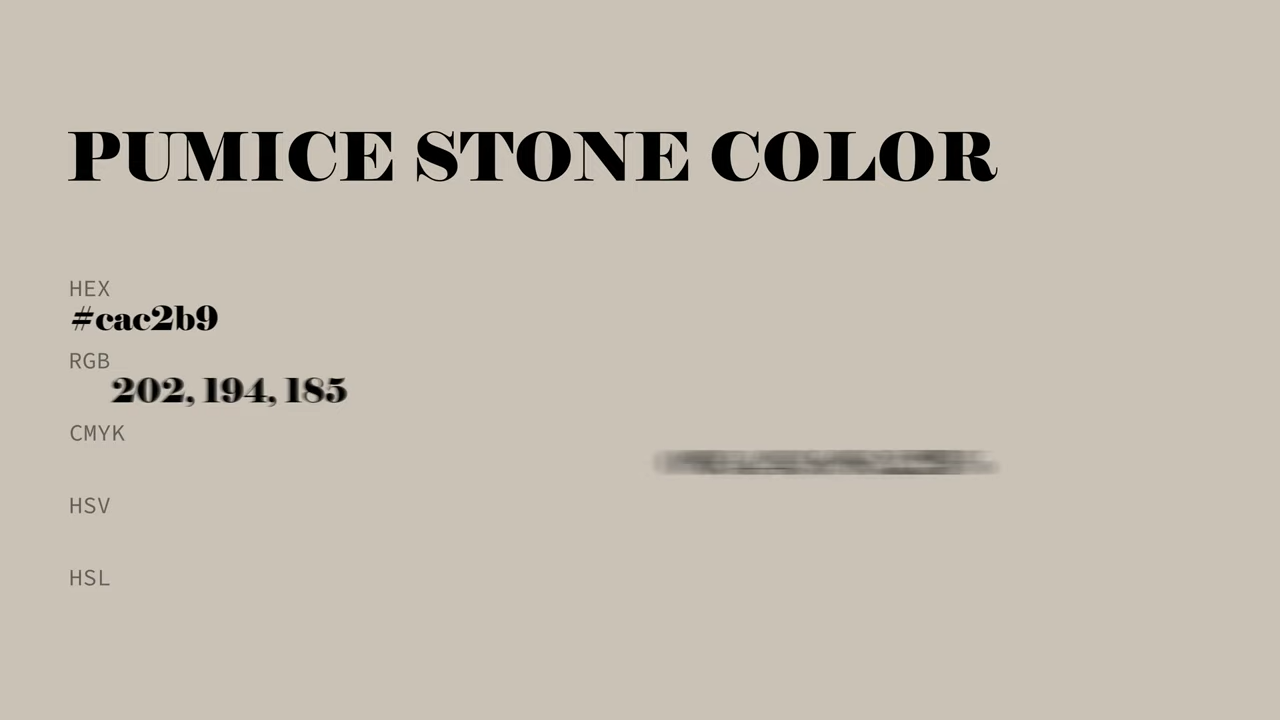 PUMICE STONE COLOR
HEX
#cac2b9
RGB
202, 194, 185
CMYK
HSV
HSL